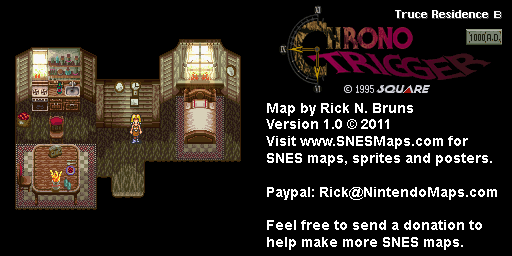 Truce Residence B
1000 A.D.
CHRONO
TRIGGER
© 1995 SQUARE
Map by Rick N. Bruns
Version 1.0 © 2011
Visit www.SNESMaps.com for
SNES maps, sprites and posters.
Paypal: Rick@NintendoMaps.com
Feel free to send a donation to
help make more SNES maps.